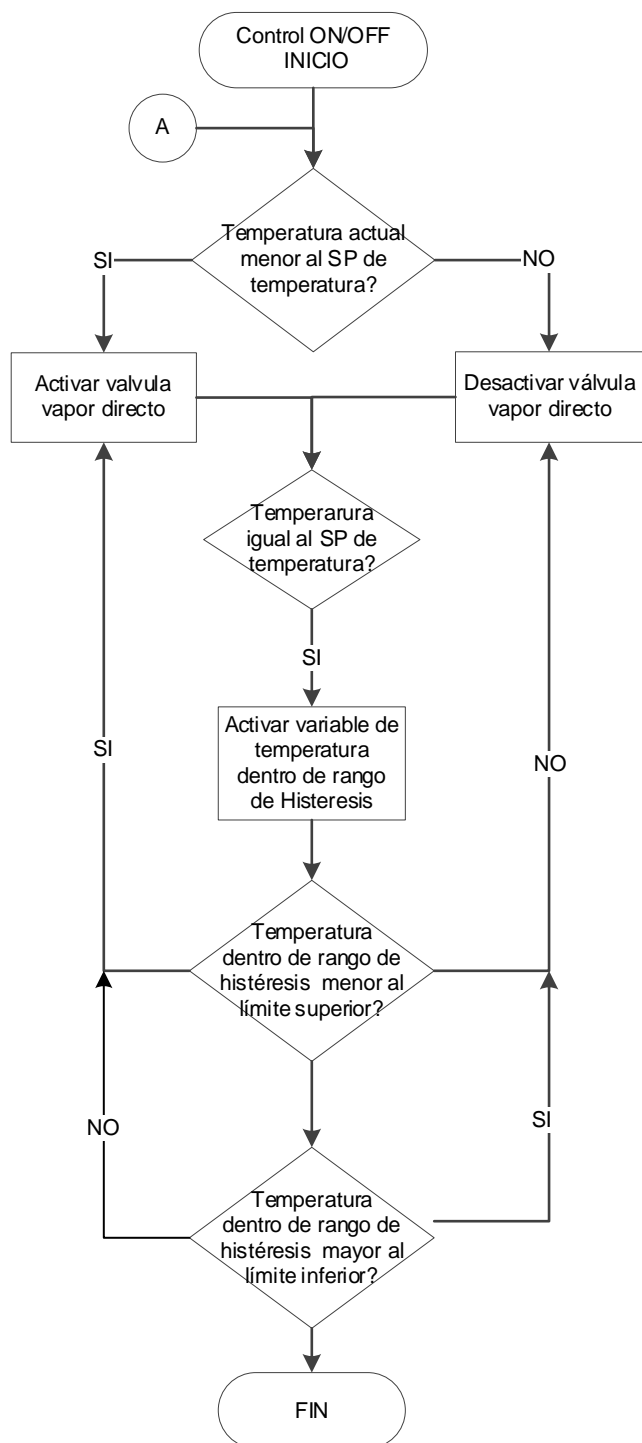 Control ON/OFF
INICIO
A
Temperatura actual
menor al SP de
temperatura?
SI
NO
Activar valvula
vapor directo
Desactivar válvula
vapor directo
Temperarura
igual al SP de
temperatura?
SI
Activar variable de
temperatura
dentro de rango
de Histeresis
SI
NO
Temperatura
dentro de rango de
histéresis menor al
límite superior?
NO
SI
Temperatura
dentro de rango de
histéresis mayor al
límite inferior?
FIN